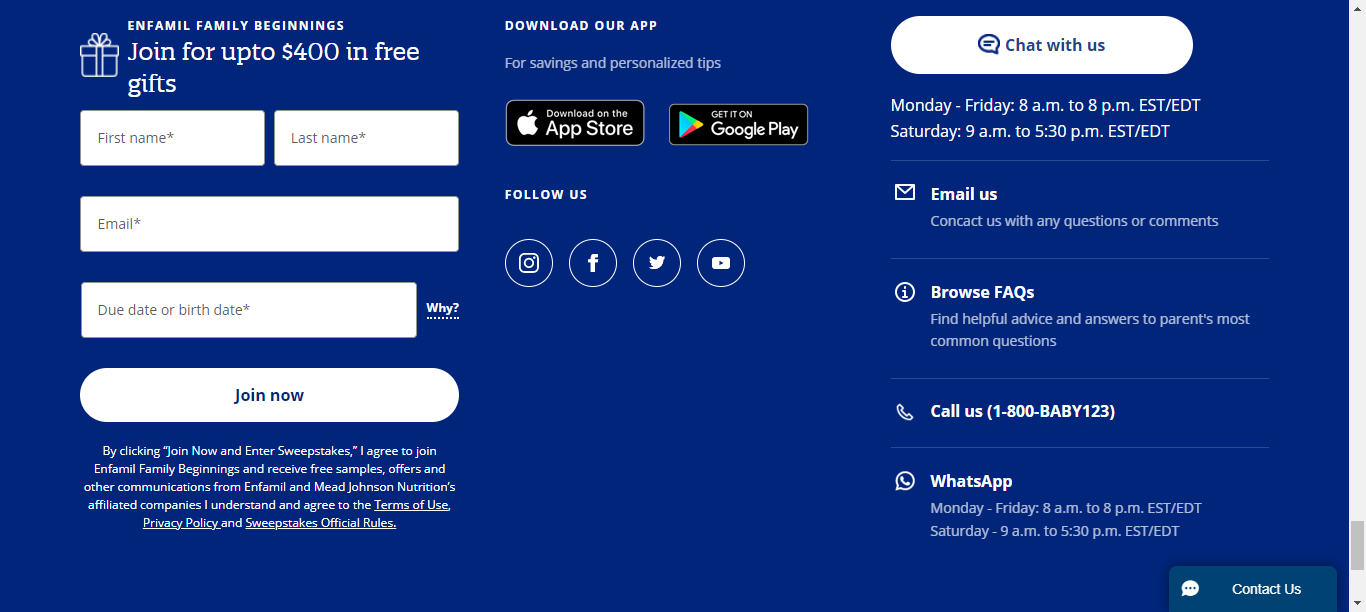 ENFAMIL FAMILY BEGINNINGS
Join for upto $400 in free
gifts
First name*
Last name*
Email*
Due date or birth date*
Why?
Join now
By clicking “Join Now and Enter Sweepstakes,” I agree to join
Enfamil Family Beginnings and receive free samples, offers and
other communications from Enfamil and Mead Johnson Nutrition’s
affiliated companies I understand and agree to the Terms of Use,
Privacy Policy and Sweepstakes Official Rules.
DOWNLOAD OUR APP
For savings and personalized tips
Download on the
App Store
GET IT ON
Google Play
FOLLOW US
Chat with us
Monday - Friday: 8 a.m. to 8 p.m. EST/EDT
Saturday: 9 a.m. to 5:30 p.m. EST/EDT
Email us
Concact us with any questions or comments
Browse FAQs
Find helpful advice and answers to parent's most
common questions
Call us (1-800-BABY123)
WhatsApp
Monday - Friday: 8 a.m. to 8 p.m. EST/EDT
Saturday - 9 a.m. to 5:30 p.m. EST/EDT
Contact Us